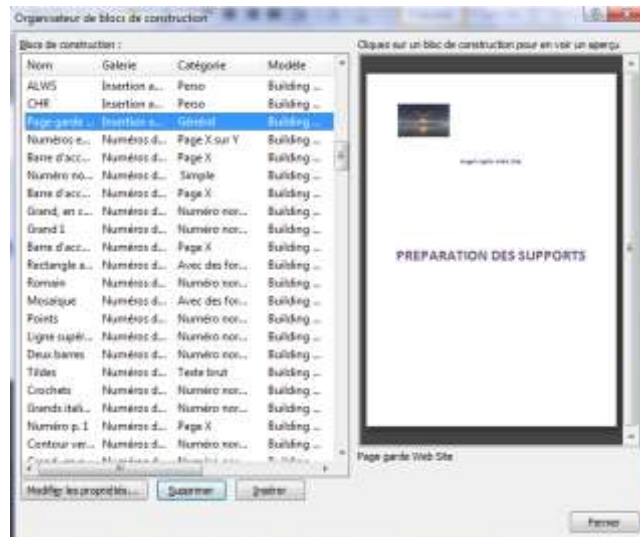 Organisateur de blocs de construction
Blocs de construction :
Cliquez sur un bloc de construction pour en voir un aperçu
Nom Galerie Catégorie Modèle
ALWS Insertion a... Perso Building ...
CHR Insertion a... Perso Building ...
Page-garde ... Insertion a... Général Building ...
Numéros e... Numéros d... Page X sur Y Building ...
Barre d'acc... Numéros d... Page X Building ...
Numéro no... Numéros d... Simple Building ...
Barre d'acc... Numéros d... Page X Building ...
Grand, en c... Numéros d... Numéro nor... Building ...
Grand 1 Numéros d... Numéro nor... Building ...
Barre d'acc... Numéros d... Page X Building ...
Rectangle a... Numéros d... Avec des for... Building ...
Romain Numéros d... Numéro nor... Building ...
Mosaïque Numéros d... Avec des for... Building ...
Points Numéros d... Numéro nor... Building ...
Ligne supér... Numéros d... Numéro nor... Building ...
Deux barres Numéros d... Numéro nor... Building ...
Tildes Numéros d... Texte brut Building ...
Crochets Numéros d... Numéro nor... Building ...
Grands itali... Numéros d... Numéro nor... Building ...
Numéro p. 1 Numéros d... Page X Building ...
Contour ver... Numéros d... Numéro nor... Building ...
PREPARATION DES SUPPORTS
Page garde Web Site
Modifier les propriétés... Supprimer Insérer
Fermer